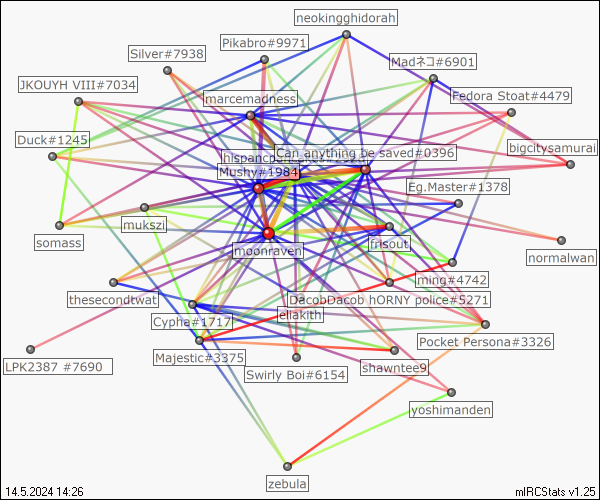 neokingghidorah
Pikabro#9971
Silver#7938
Madネコ#6901
JKOUYH VIII#7034
Fedora Stoat#4479
marcemadness
Duck#1245
bigcitysamurai
Can anything be saved#0396
Mushy#1984
Eg.Master#1378
mukszi
somass
moonraven
frisout
normalwan
ming#4742
thesecondtwat
DacobDacob hORNY police#5271
eliakith
Cypha#1717
Pocket Persona#3326
Majestic#3375
LPK2387 #7690
Swirly Boi#6154
shawntee9
yoshimanden
zebula
14.5.2024 14:26
mIRCStats v1.25